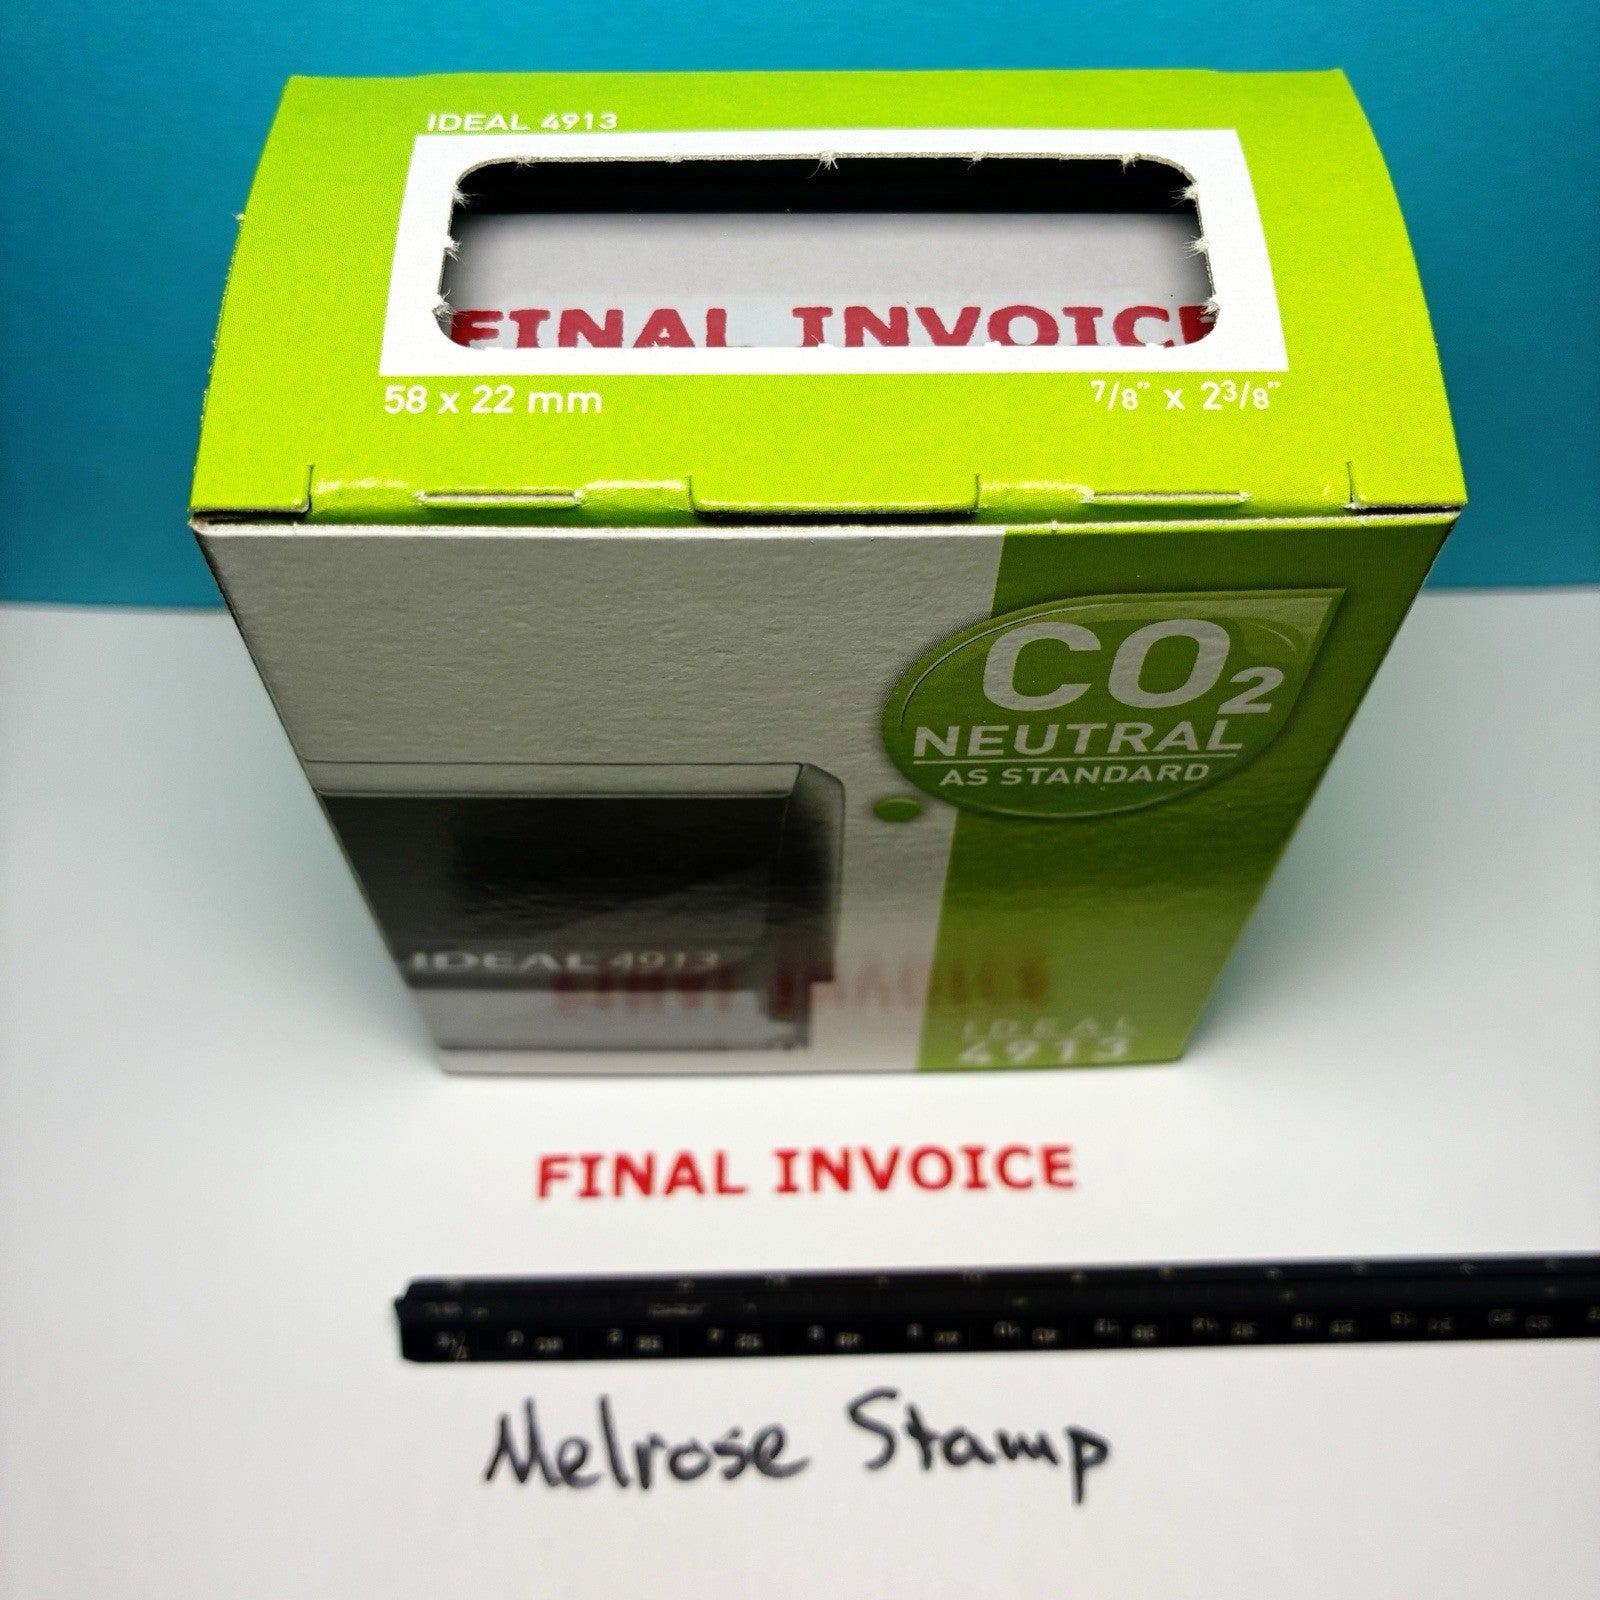 IDEAL 4913
FINAL INVOICE
58 x 22 mm
7/8" x 2 3/8"
CO2
NEUTRAL
AS STANDARD
IDEAL 4913
IDEAL
4913
FINAL INVOICE
Melrose Stamp